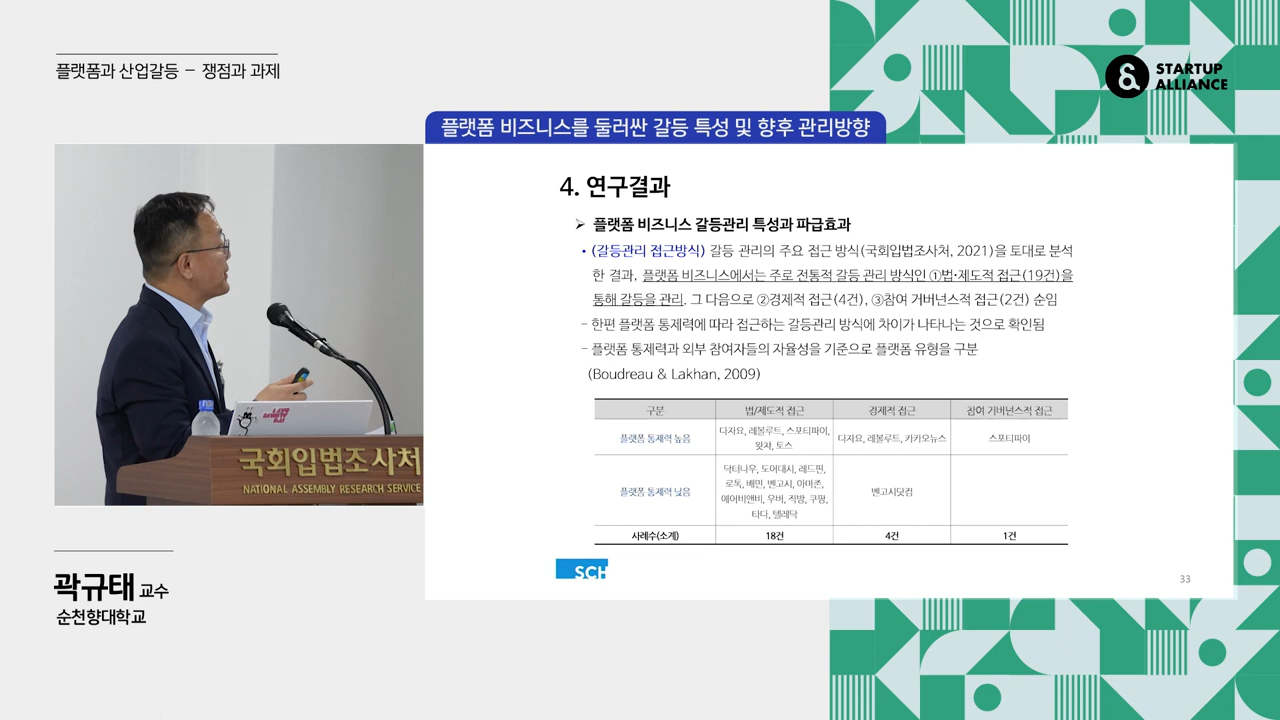 플랫폼과 산업갈등 – 쟁점과 과제
STARTUP
ALLIANCE
플랫폼 비즈니스를 둘러싼 갈등 특성 및 향후 관리방향
4. 연구결과
➢ 플랫폼 비즈니스 갈등관리 특성과 파급효과
• (갈등관리 접근방식) 갈등 관리의 주요 접근 방식(국회입법조사처, 2021)을 토대로 분석
한 결과, 플랫폼 비즈니스에서는 주로 전통적 갈등 관리 방식인 ①법·제도적 접근(19건)을
통해 갈등을 관리. 그 다음으로 ②경제적 접근(4건), ③참여 거버넌스적 접근(2건) 순임
– 한편 플랫폼 통제력에 따라 접근하는 갈등관리 방식에 차이가 나타나는 것으로 확인됨
– 플랫폼 통제력과 외부 참여자들의 자율성을 기준으로 플랫폼 유형을 구분
(Boudreau & Lakhan, 2009)
구분 법/제도적 접근 경제적 접근 참여 거버넌스적 접근
플랫폼 통제력 높음 다자요, 레볼루트, 스포티파이, 왓챠, 토스 다자요, 레볼루트, 카카오뉴스 스포티파이
플랫폼 통제력 낮음 닥터나우, 도어대시, 레드핀, 로톡, 배민, 벤고시, 아마존, 에어비앤비, 우버, 직방, 쿠팡, 타다, 텔레닥 벤고시닷컴
사례수(소계) 18건 4건 1건
SCH
33
국회입법조사처
NATIONAL ASSEMBLY RESEARCH SERVICE
곽규태 교수
순천향대학교